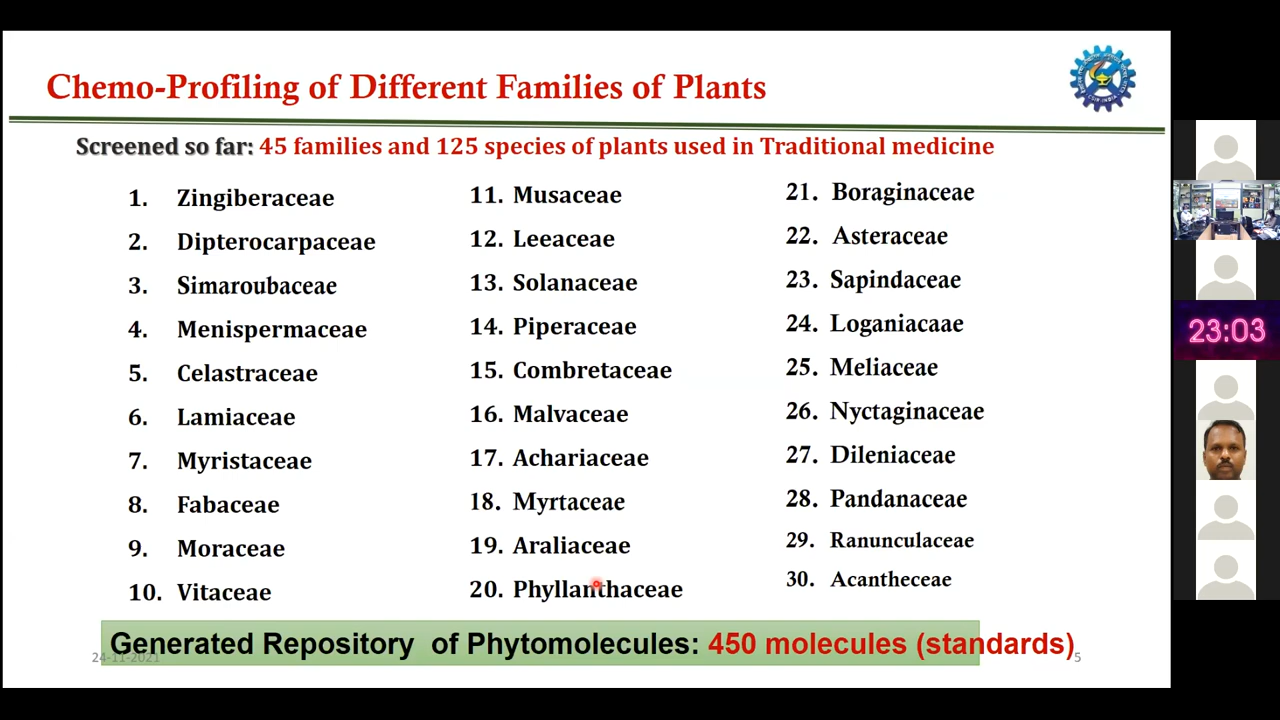 Chemo-Profiling of Different Families of Plants
Screened so far: 45 families and 125 species of plants used in Traditional medicine
1. Zingiberaceae
2. Dipterocarpaceae
3. Simaroubaceae
4. Menispermaceae
5. Celastraceae
6. Lamiaceae
7. Myristaceae
8. Fabaceae
9. Moraceae
10. Vitaceae
11. Musaceae
12. Leeaceae
13. Solanaceae
14. Piperaceae
15. Combretaceae
16. Malvaceae
17. Achariaceae
18. Myrtaceae
19. Araliaceae
20. Phyllanthaceae
21. Boraginaceae
22. Asteraceae
23. Sapindaceae
24. Loganiacaae
25. Meliaceae
26. Nyctaginaceae
27. Dileniaceae
28. Pandanaceae
29. Ranunculaceae
30. Acantheceae
Generated Repository of Phytomolecules: 450 molecules (standards)
24-11-2021
5
23:03